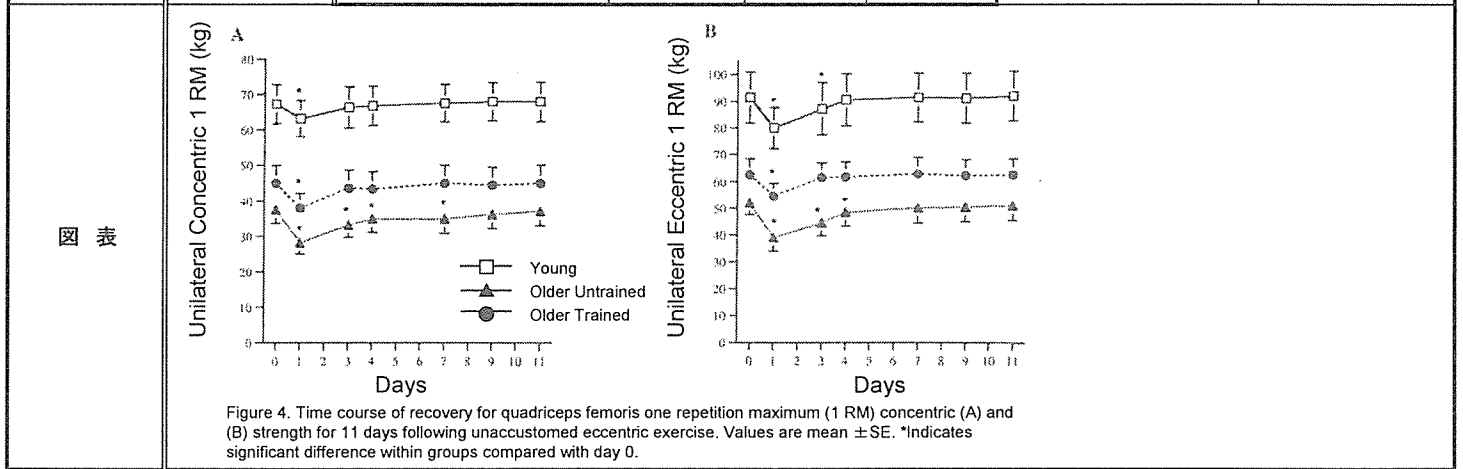 図 表
A
Unilateral Concentric 1 RM (kg)
80
70
60
50
40
30
20
10
0
0 1 2 3 4 5 6 7 8 9 10 11
Days
* * * * * *
Young
Older Untrained
Older Trained
B
Unilateral Eccentric 1 RM (kg)
100
90
80
70
60
50
40
30
20
10
0
0 1 2 3 4 5 6 7 8 9 10 11
Days
* * * * * *
Figure 4. Time course of recovery for quadriceps femoris one repetition maximum (1 RM) concentric (A) and
(B) strength for 11 days following unaccustomed eccentric exercise. Values are mean ±SE. *Indicates
significant difference within groups compared with day 0.